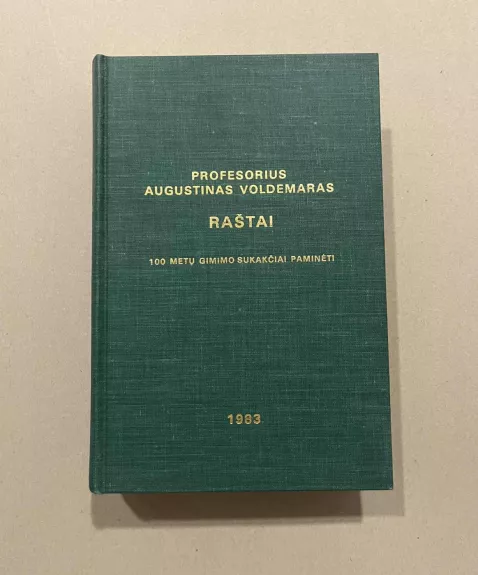 PROFESORIUS
AUGUSTINAS VOLDEMARAS
RAŠTAI
100 METŲ GIMIMO SUKAKČIAI PAMINĖTI
1983